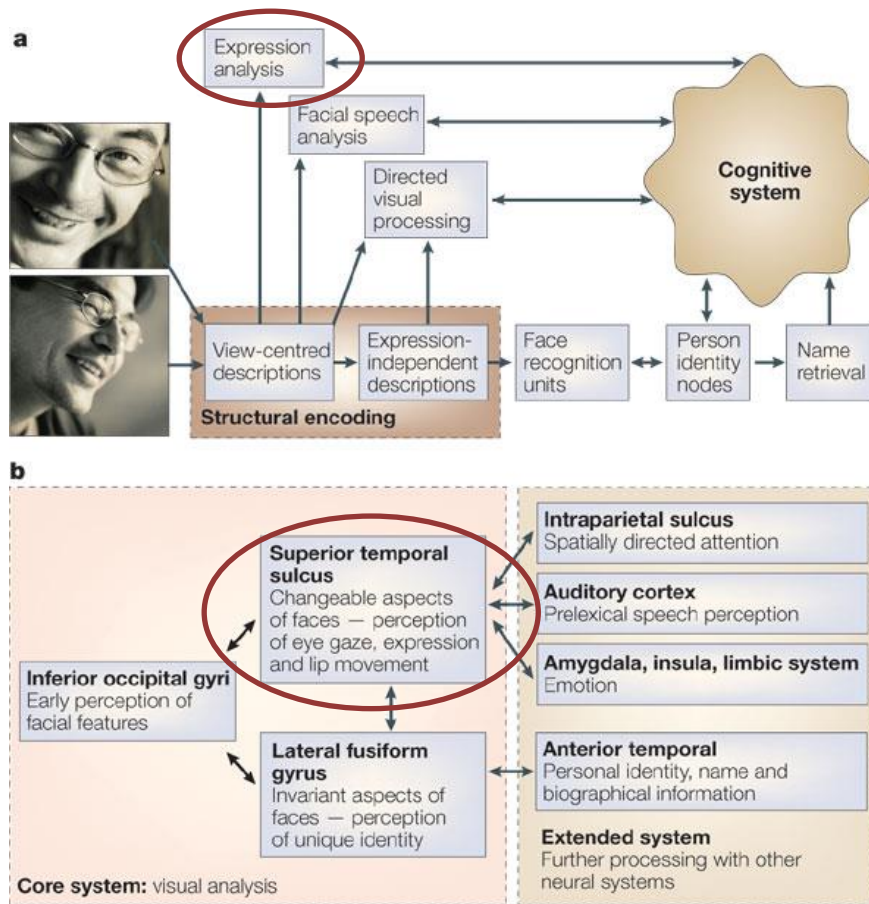 a
Expression
analysis
Facial speech
analysis
Directed
visual
processing
Cognitive
system
View-centred
descriptions
Expression-
independent
descriptions
Face
recognition
units
Person
identity
nodes
Name
retrieval
Structural encoding
b
Superior temporal
sulcus
Changeable aspects
of faces — perception
of eye gaze, expression
and lip movement
Inferior occipital gyri
Early perception of
facial features
Lateral fusiform
gyrus
Invariant aspects of
faces — perception
of unique identity
Core system: visual analysis
Intraparietal sulcus
Spatially directed attention
Auditory cortex
Prelexical speech perception
Amygdala, insula, limbic system
Emotion
Anterior temporal
Personal identity, name and
biographical information
Extended system
Further processing with other
neural systems